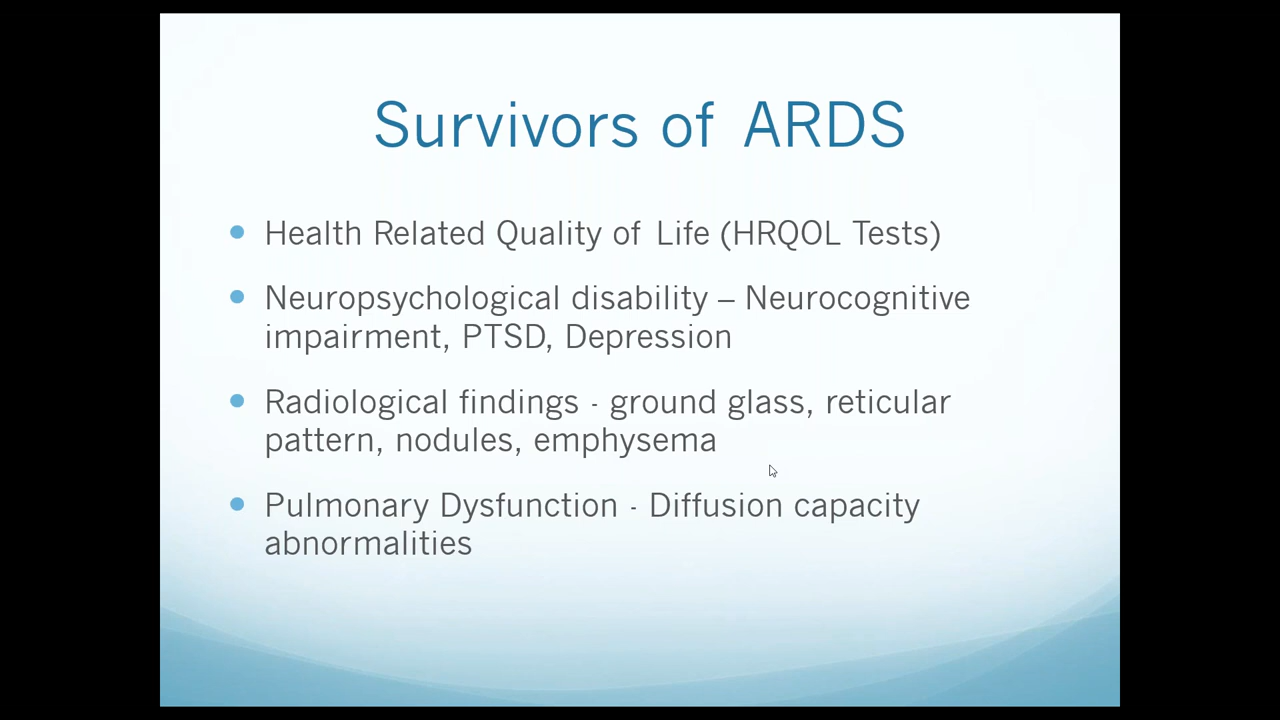 Survivors of ARDS
Health Related Quality of Life (HRQOL Tests)
Neuropsychological disability – Neurocognitive
impairment, PTSD, Depression
Radiological findings - ground glass, reticular
pattern, nodules, emphysema
Pulmonary Dysfunction - Diffusion capacity
abnormalities